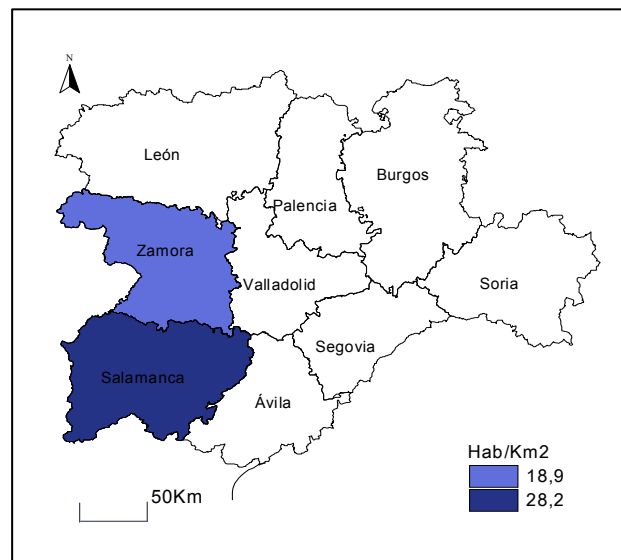 N
León
Burgos
Palencia
Zamora
Valladolid
Soria
Segovia
Salamanca
Ávila
Hab/Km2
18,9
28,2
50Km